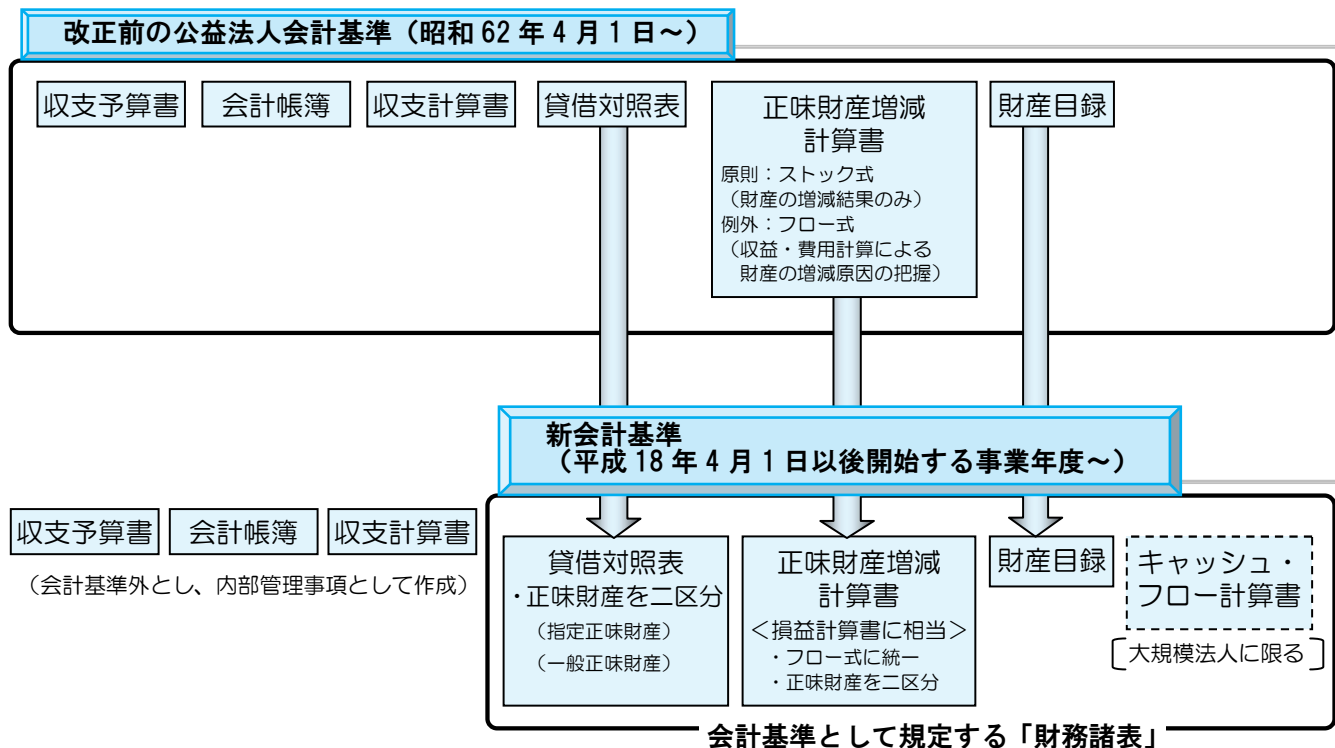 改正前の公益法人会計基準（昭和 62 年 4 月 1 日～）
収支予算書
会計帳簿
収支計算書
貸借対照表
正味財産増減
計算書
原則：ストック式
（財産の増減結果のみ）
例外：フロー式
（収益・費用計算による
財産の増減原因の把握）
財産目録
新会計基準
（平成 18 年 4 月 1 日以後開始する事業年度～）
収支予算書
会計帳簿
収支計算書
（会計基準外とし、内部管理事項として作成）
貸借対照表
・正味財産を二区分
（指定正味財産）
（一般正味財産）
正味財産増減
計算書
＜損益計算書に相当＞
・フロー式に統一
・正味財産を二区分
財産目録
キャッシュ・
フロー計算書
〔大規模法人に限る〕
会計基準として規定する「財務諸表」